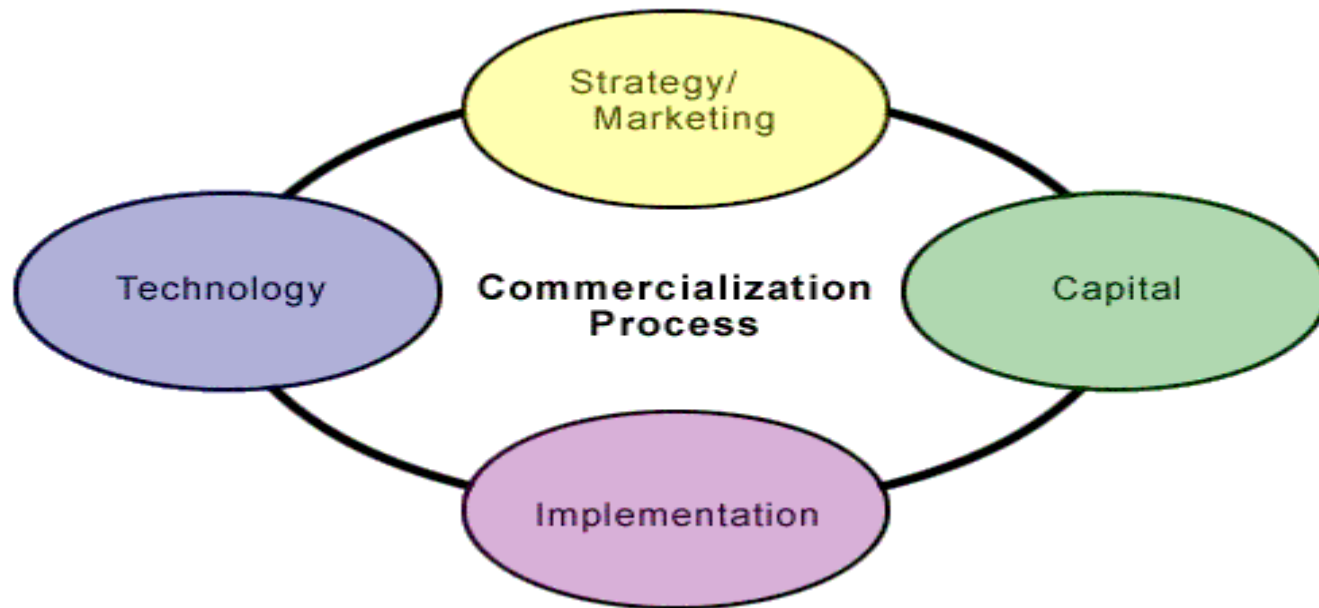 Strategy/
Marketing
Technology
Commercialization
Process
Capital
Implementation